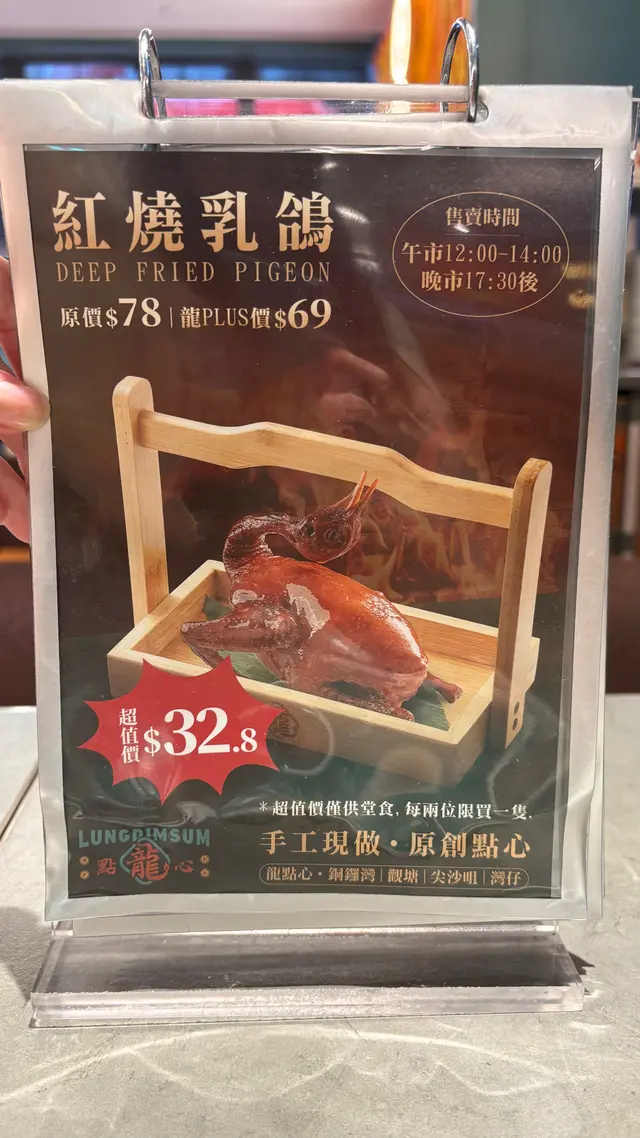 紅燒乳鴿
DEEP FRIED PIGEON
原價$78 | 龍PLUS價$69
售賣時間
午市12:00-14:00
晚市17:30後
超值價$32.8
*超值價僅供堂食,每兩位限買一隻.
手工現做·原創點心
龍點心·銅鑼灣 | 觀塘 | 尖沙咀 | 灣仔
LUNGDIMSUM
點龍心